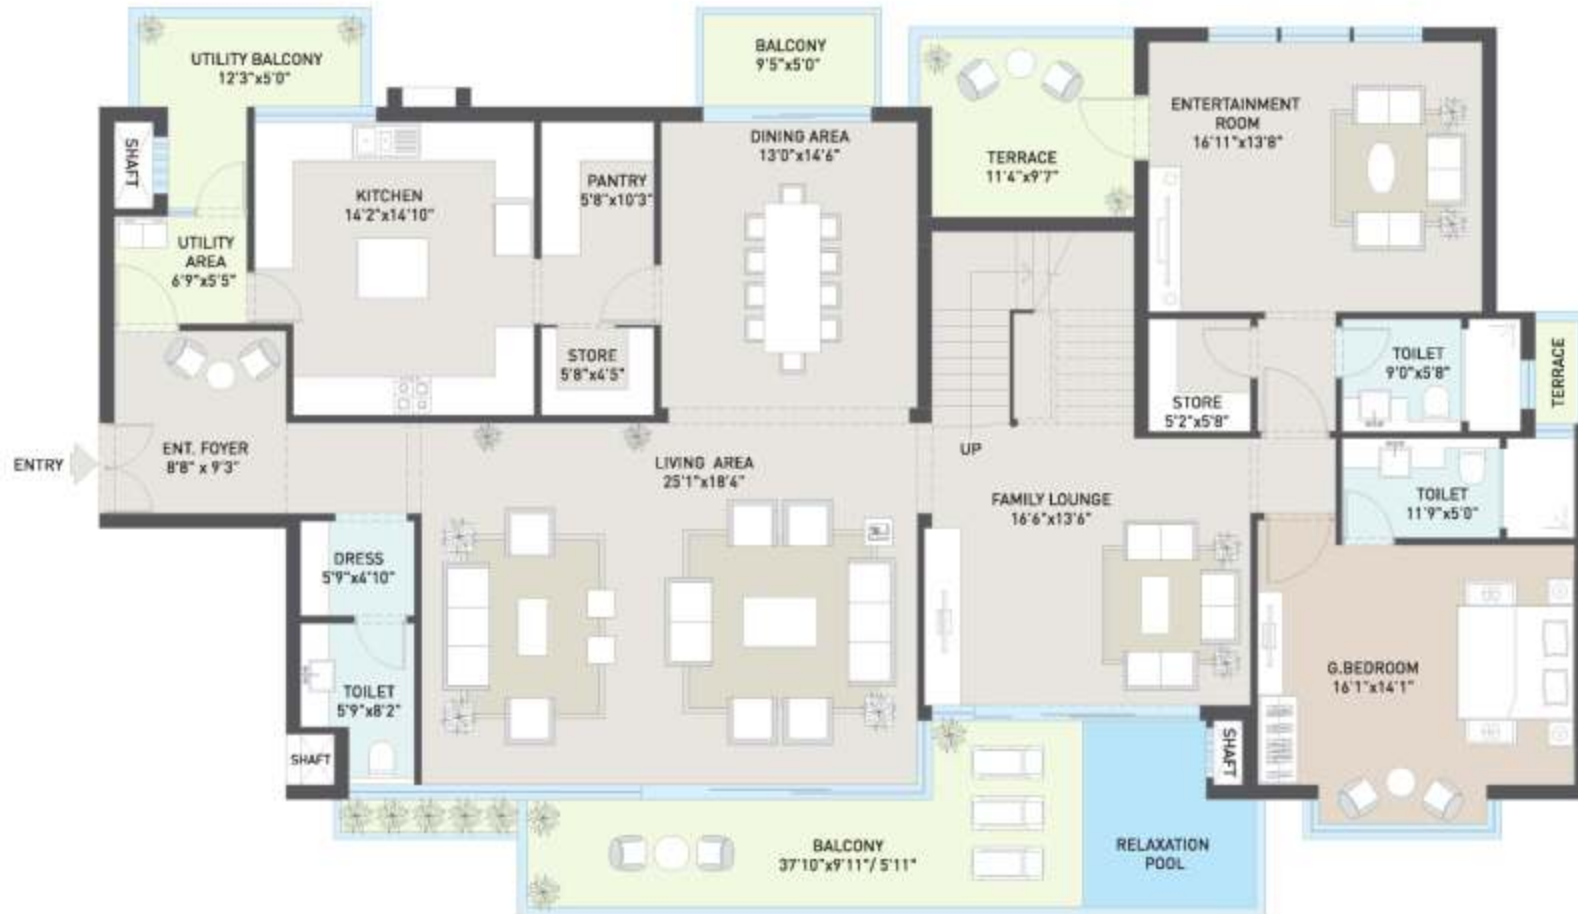 UTILITY BALCONY
12'3"x5'0"
BALCONY
9'5"x5'0"
SHAFT
KITCHEN
14'2"x14'10"
PANTRY
5'8"x10'3"
DINING AREA
13'0"x14'6"
TERRACE
11'4"x9'7"
ENTERTAINMENT
ROOM
16'11"x13'8"
UTILITY
AREA
6'9"x5'5"
STORE
5'8"x4'5"
STORE
5'2"x5'8"
TOILET
9'0"x5'8"
TERRACE
ENTRY
ENT. FOYER
8'8" x 9'3"
LIVING AREA
25'1"x18'4"
UP
FAMILY LOUNGE
16'6"x13'6"
TOILET
11'9"x5'0"
DRESS
5'9"x4'10"
TOILET
5'9"x8'2"
G.BEDROOM
16'1"x14'1"
SHAFT
SHAFT
BALCONY
37'10"x9'11"/ 5'11"
RELAXATION
POOL